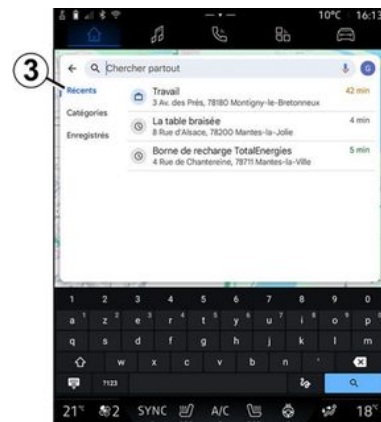 10°C 16:13
3
Chercher partout
G
Récents
Catégories
Enregistrés
Travail
42 min
3 Av. des Prés, 78180 Montigny-le-Bretonneux
La table braisée
4 min
8 Rue d'Alsace, 78200 Mantes-la-Jolie
Borne de recharge TotalEnergies
5 min
4 Rue de Chantereine, 78711 Mantes-la-Ville
1 2 3 4 5 6 7 8 9 0
a z e r t y u i o p
q s d f g h j k l m
w x c v b n '
?123
21° 2 SYNC A/C 18°